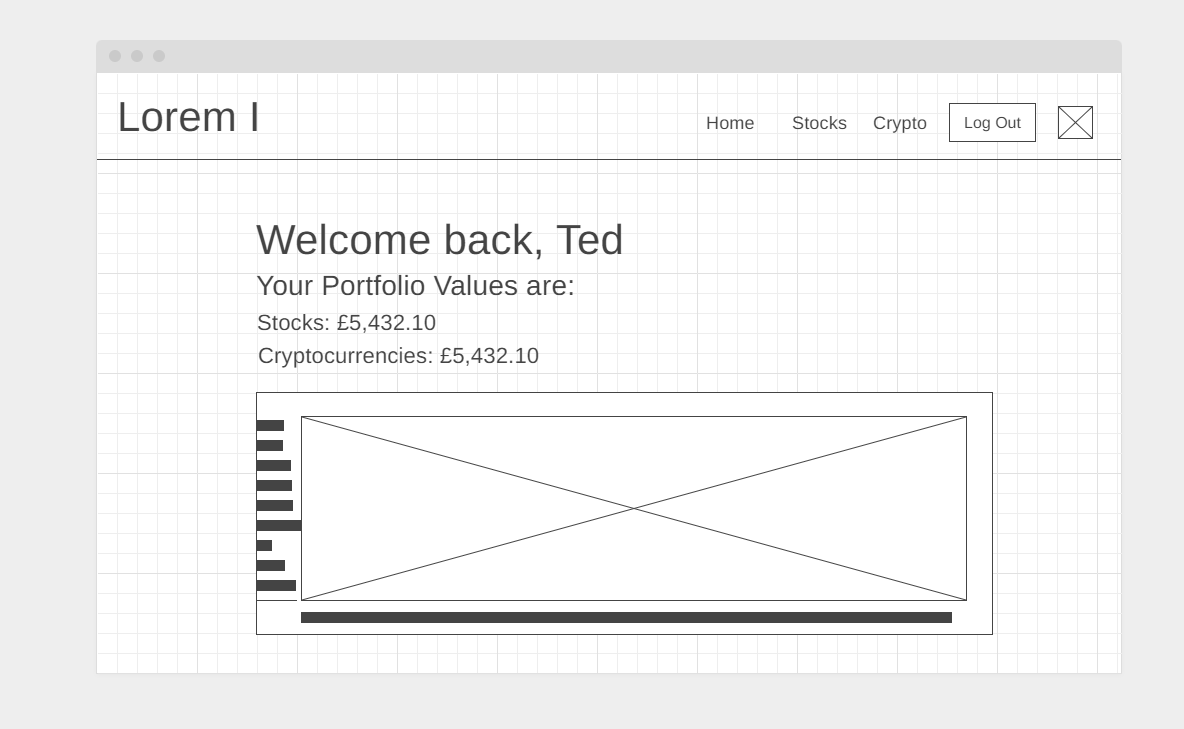 Lorem I
Home Stocks Crypto Log Out
Welcome back, Ted
Your Portfolio Values are:
Stocks: £5,432.10
Cryptocurrencies: £5,432.10